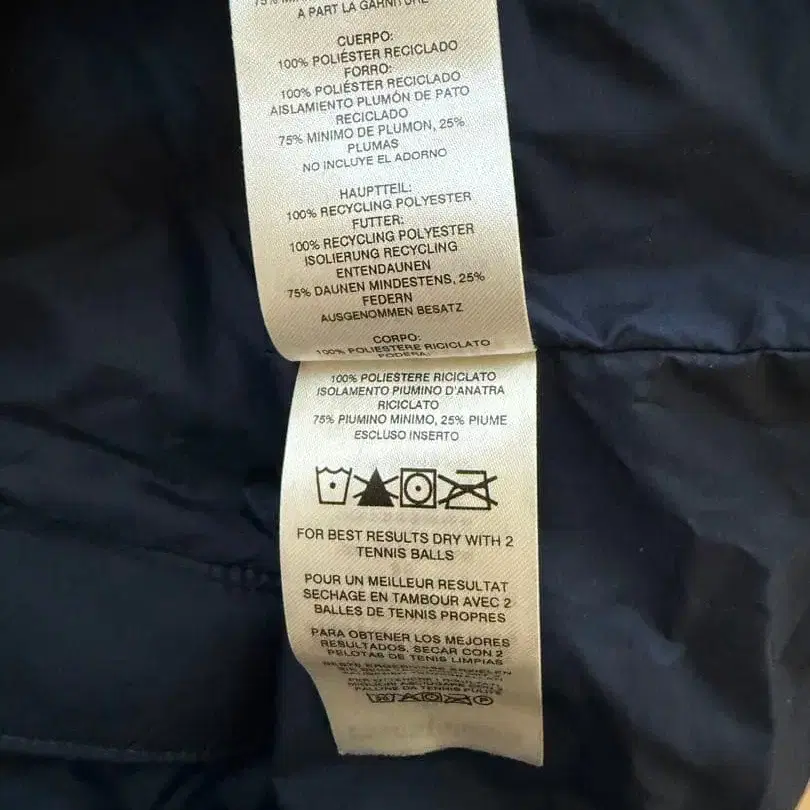 A PART LA GARNITURE
CUERPO:
100% POLIÉSTER RECICLADO
FORRO:
100% POLIÉSTER RECICLADO
AISLAMIENTO PLUMÓN DE PATO
RECICLADO
75% MINIMO DE PLUMON, 25%
PLUMAS
NO INCLUYE EL ADORNO
HAUPTTEIL:
100% RECYCLING POLYESTER
FUTTER:
100% RECYCLING POLYESTER
ISOLIERUNG RECYCLING
ENTENDAUNEN
75% DAUNEN MINDESTENS, 25%
FEDERN
AUSGENOMMEN BESATZ
CORPO:
100% POLIESTERE RICICLATO
FODERA:
100% POLIESTERE RICICLATO
ISOLAMENTO PIUMINO D'ANATRA
RICICLATO
75% PIUMINO MINIMO, 25% PIUME
ESCLUSO INSERTO
FOR BEST RESULTS DRY WITH 2
TENNIS BALLS
POUR UN MEILLEUR RESULTAT
SECHAGE EN TAMBOUR AVEC 2
BALLES DE TENNIS PROPRES
PARA OBTENER LOS MEJORES
RESULTADOS, SECAR CON 2
PELOTAS DE TENIS LIMPIAS